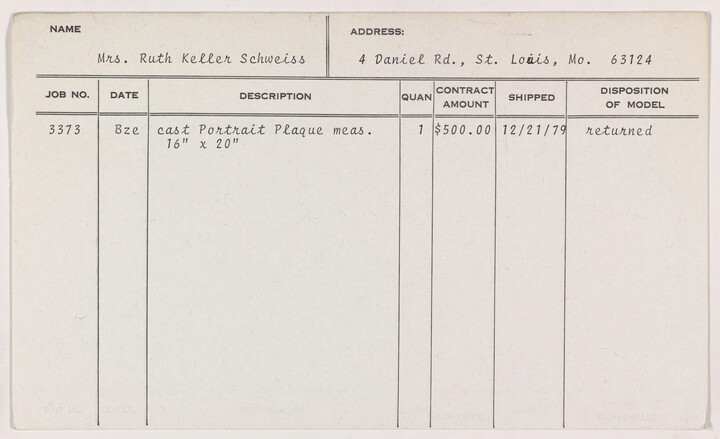 NAME
ADDRESS:
Mrs. Ruth Keller Schweiss
4 Daniel Rd., St. Louis, Mo. 63124
JOB NO. DATE DESCRIPTION QUAN CONTRACT AMOUNT SHIPPED DISPOSITION OF MODEL
3373 Bze cast Portrait Plaque meas. 1 $500.00 12/21/79 returned
16" x 20"